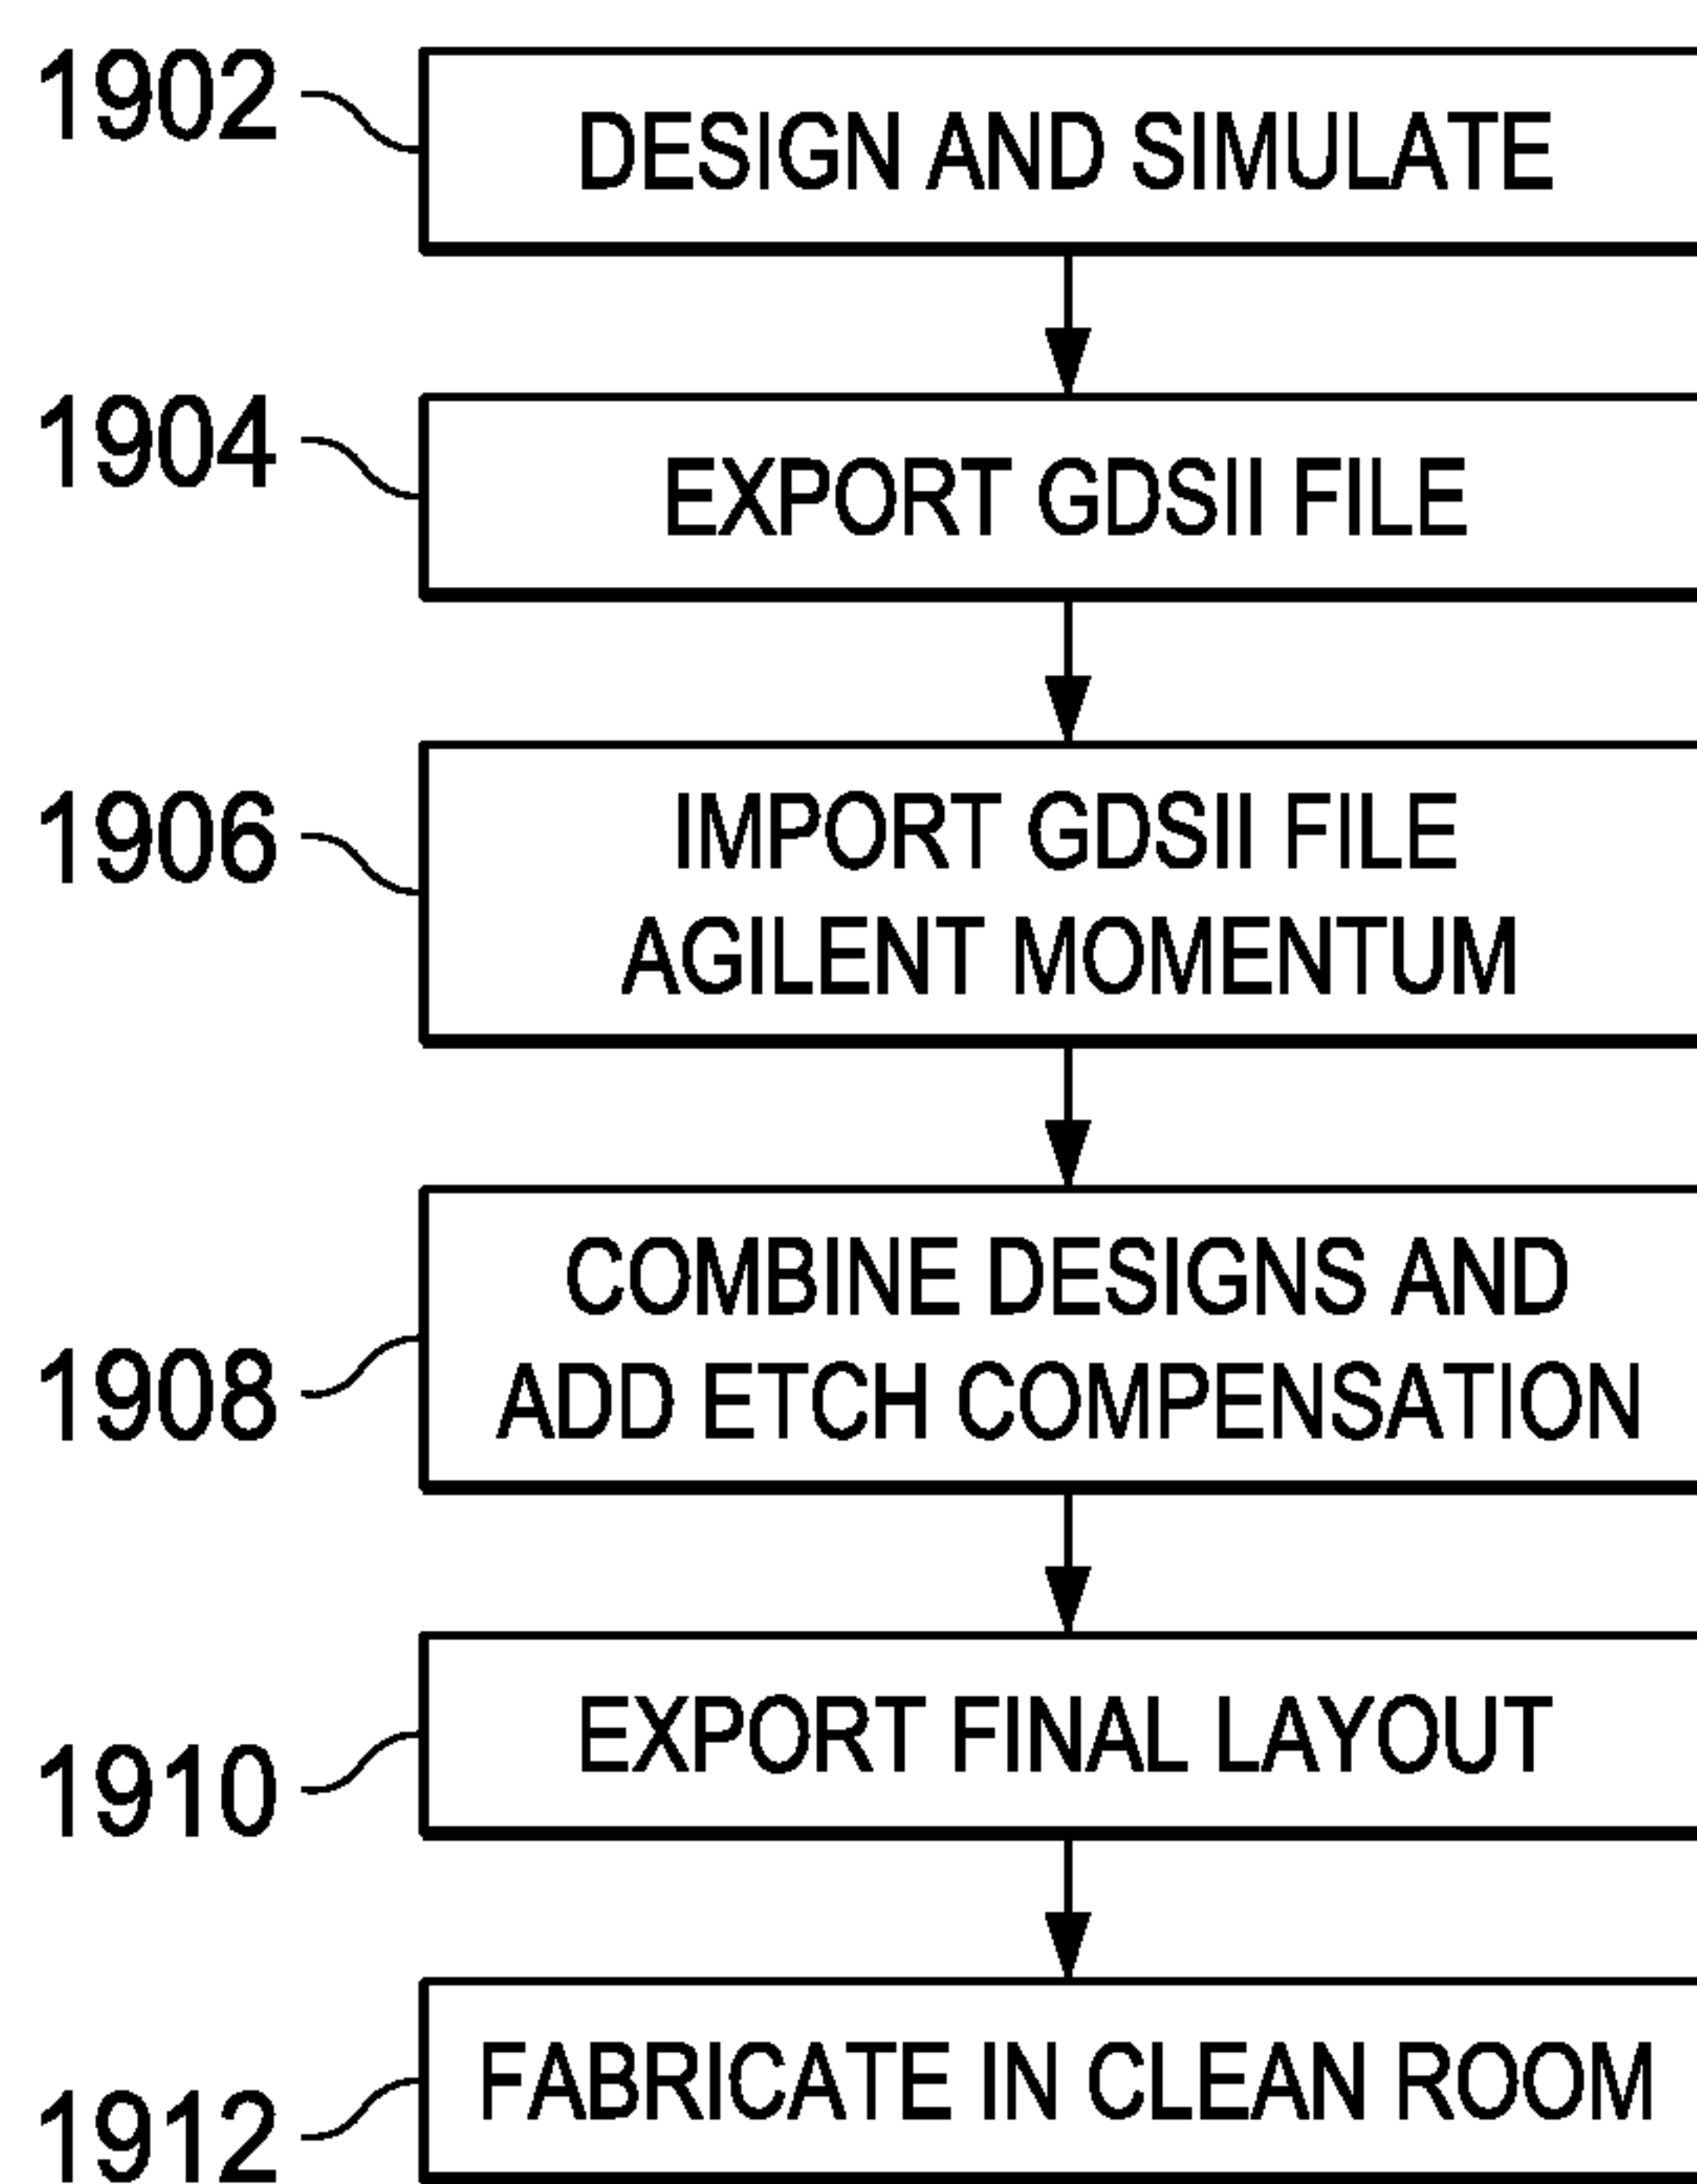 1902
DESIGN AND SIMULATE
1904
EXPORT GDSII FILE
1906
IMPORT GDSII FILE
AGILENT MOMENTUM
1908
COMBINE DESIGNS AND
ADD ETCH COMPENSATION
1910
EXPORT FINAL LAYOUT
1912
FABRICATE IN CLEAN ROOM